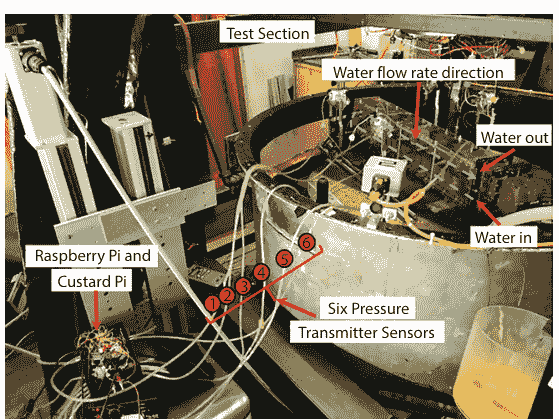 Test Section
Water flow rate direction
Water out
Water in
Raspberry Pi and
Custard Pi
1
2
3
4
5
6
Six Pressure
Transmitter Sensors